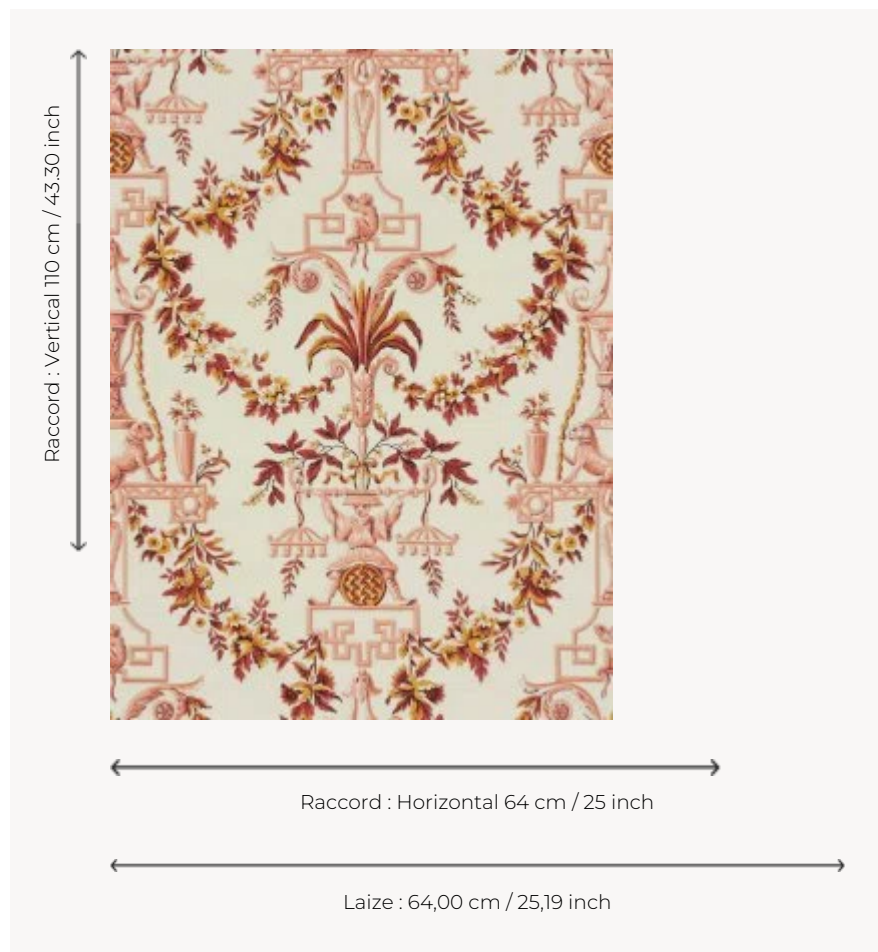 Raccord : Vertical 110 cm / 43.30 inch
Raccord : Horizontal 64 cm / 25 inch
Laize : 64,00 cm / 25,19 inch